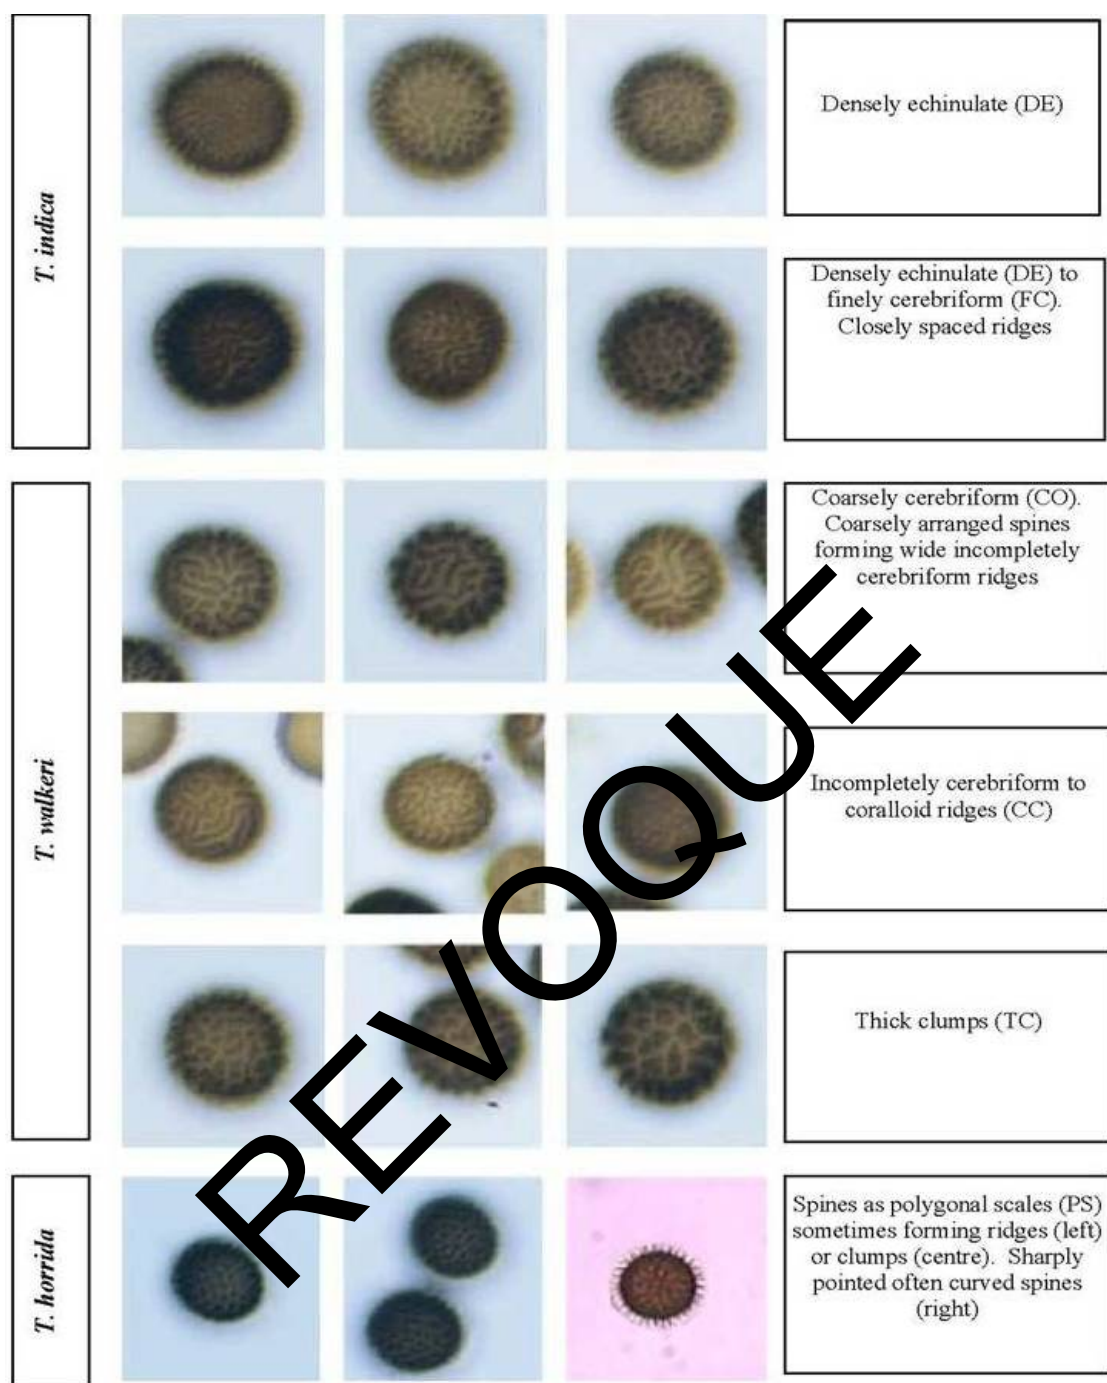 T. indica
Densely echinulate (DE)
Densely echinulate (DE) to
finely cerebriform (FC).
Closely spaced ridges
T. walkeri
Coarsely cerebriform (CO).
Coarsely arranged spines
forming wide incompletely
cerebriform ridges
Incompletely cerebriform to
coralloid ridges (CC)
Thick clumps (TC)
T. horrida
Spines as polygonal scales (PS)
sometimes forming ridges (left)
or clumps (centre). Sharply
pointed often curved spines
(right)
REVOQUE